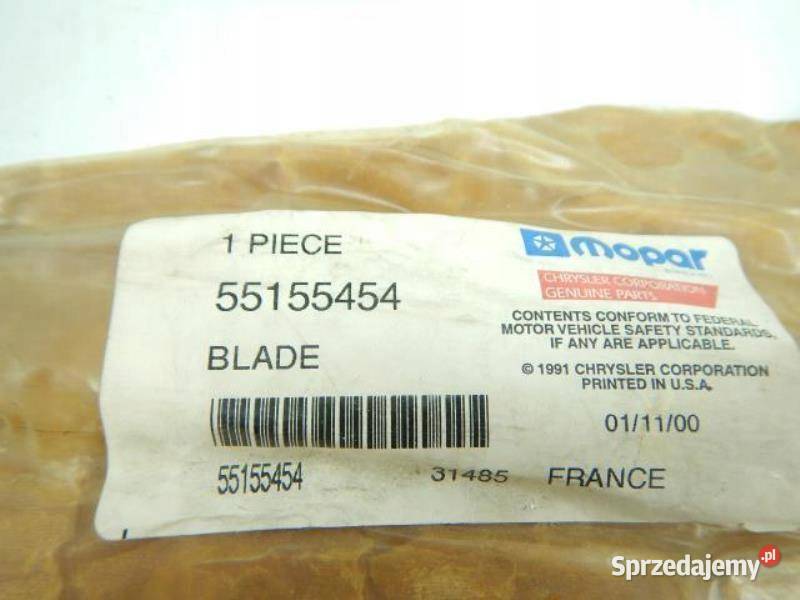 1 PIECE
55155454
BLADE
55155454
31485 FRANCE
mopar
CHRYSLER CORPORATION
GENUINE PARTS
CONTENTS CONFORM TO FEDERAL
MOTOR VEHICLE SAFETY STANDARDS,
IF ANY ARE APPLICABLE.
© 1991 CHRYSLER CORPORATION
PRINTED IN U.S.A.
01/11/00
Sprzedajemy.pl